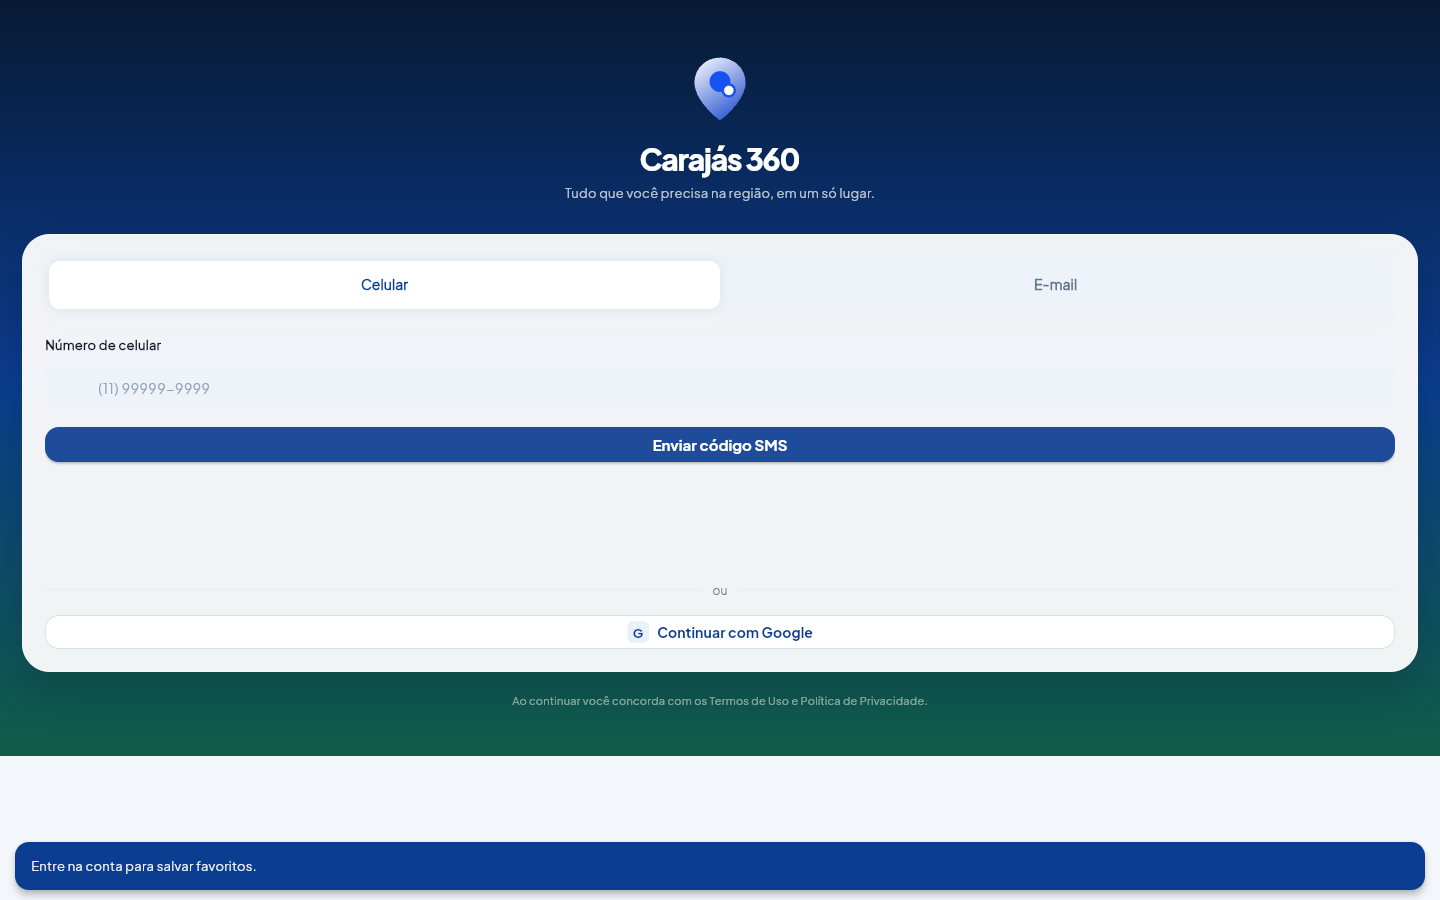 Carajás 360
Tudo que você precisa na região, em um só lugar.
Celular
E-mail
Número de celular
(11) 99999-9999
Enviar código SMS
ou
G Continuar com Google
Ao continuar você concorda com os Termos de Uso e Política de Privacidade.
Entre na conta para salvar favoritos.